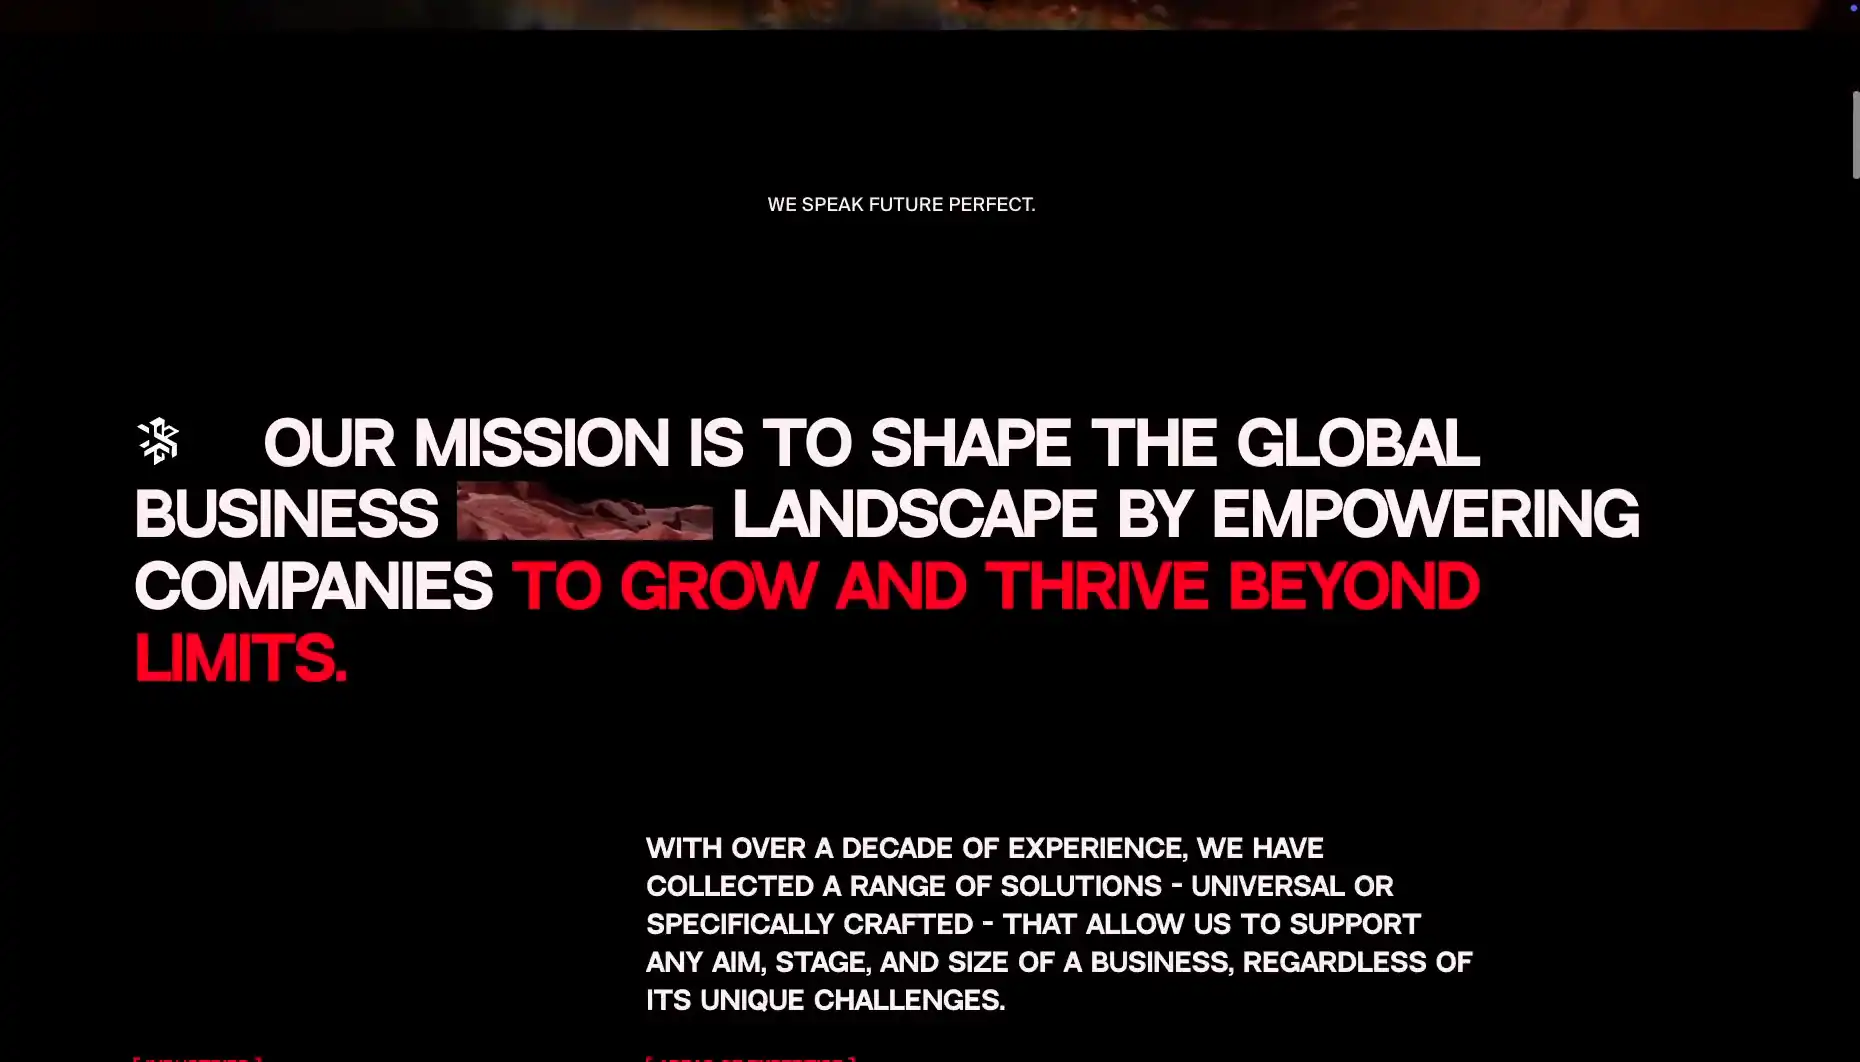 WE SPEAK FUTURE PERFECT.
OUR MISSION IS TO SHAPE THE GLOBAL
BUSINESS LANDSCAPE BY EMPOWERING
COMPANIES TO GROW AND THRIVE BEYOND
LIMITS.
WITH OVER A DECADE OF EXPERIENCE, WE HAVE
COLLECTED A RANGE OF SOLUTIONS - UNIVERSAL OR
SPECIFICALLY CRAFTED - THAT ALLOW US TO SUPPORT
ANY AIM, STAGE, AND SIZE OF A BUSINESS, REGARDLESS OF
ITS UNIQUE CHALLENGES.